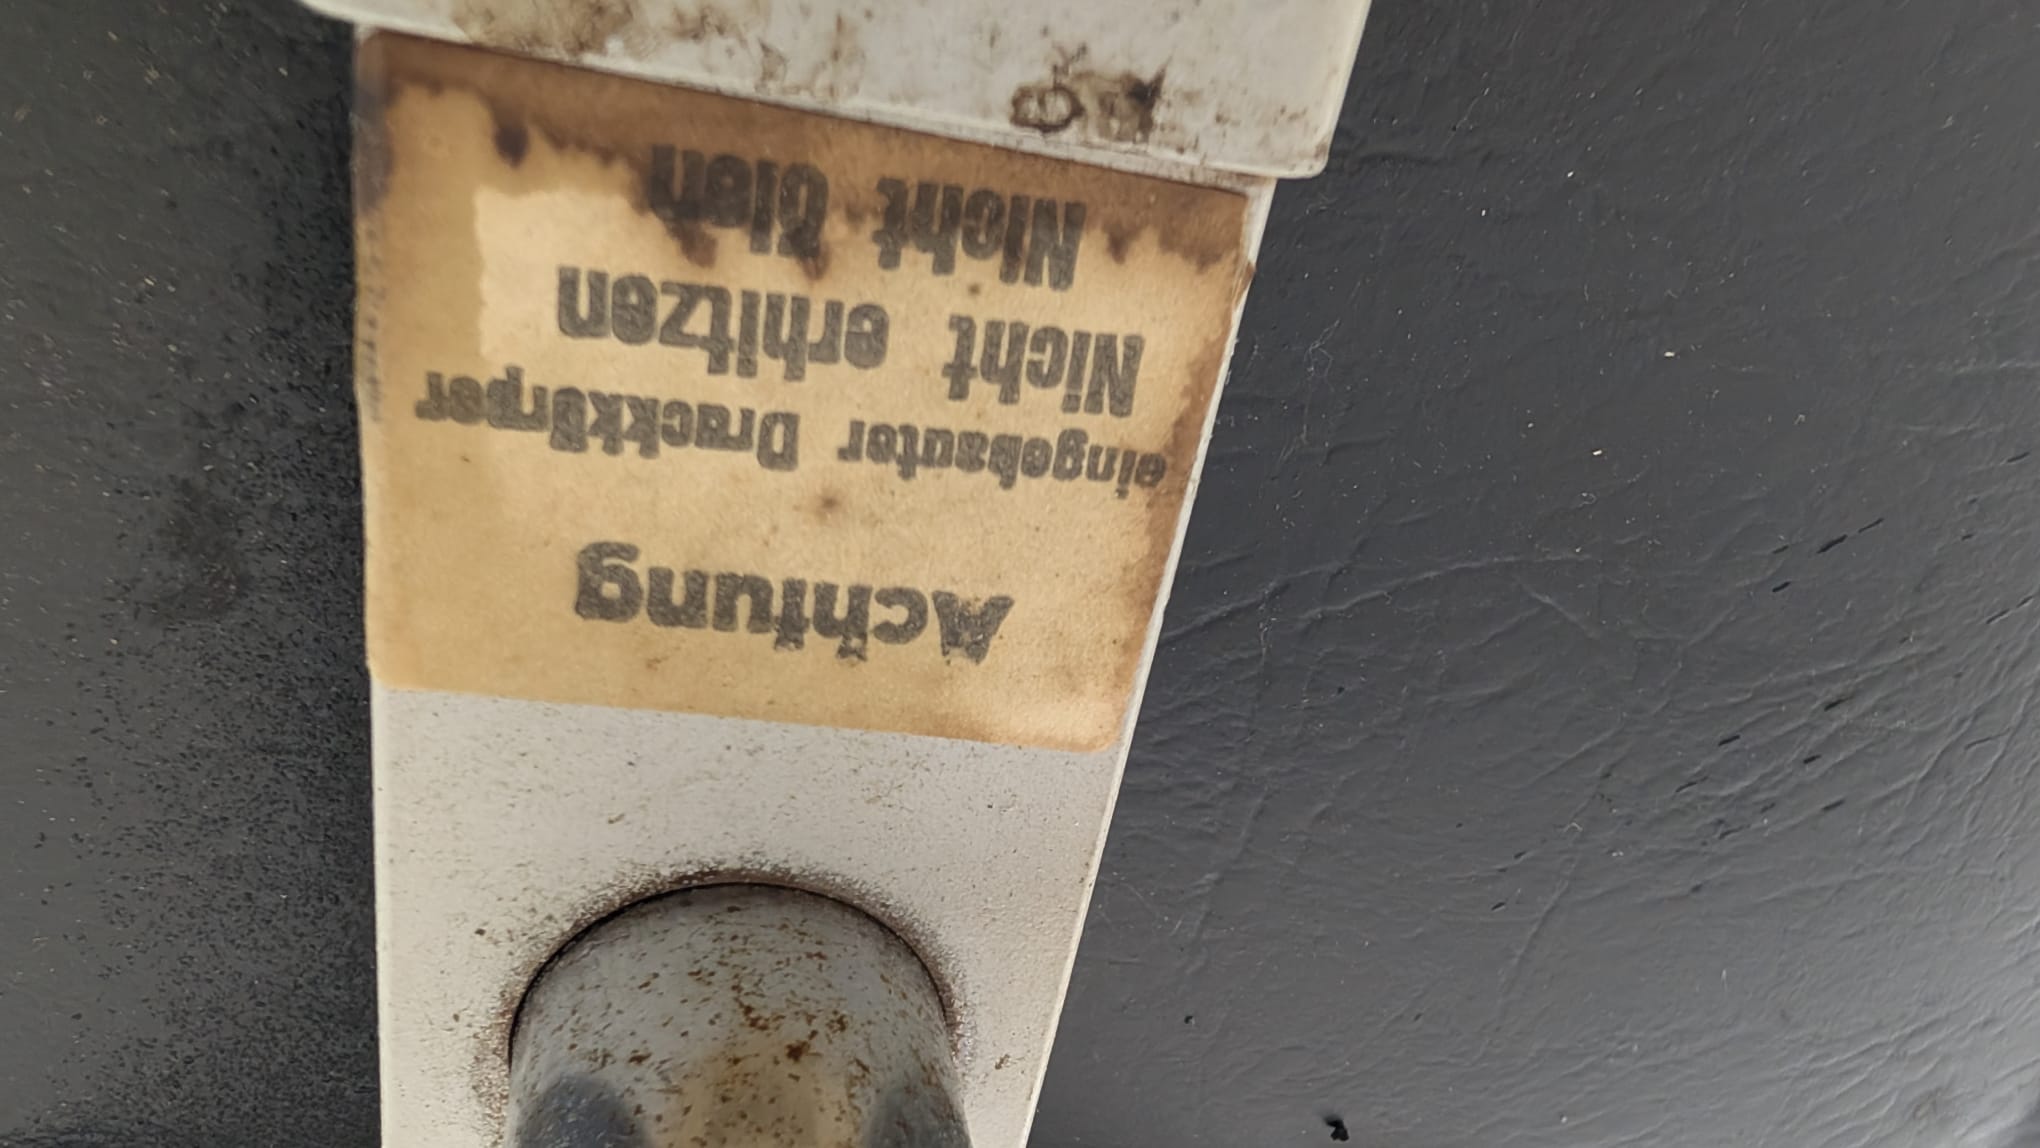 Achtung
eingebauter Druckkörper
Nicht erhitzen
Nicht ölen